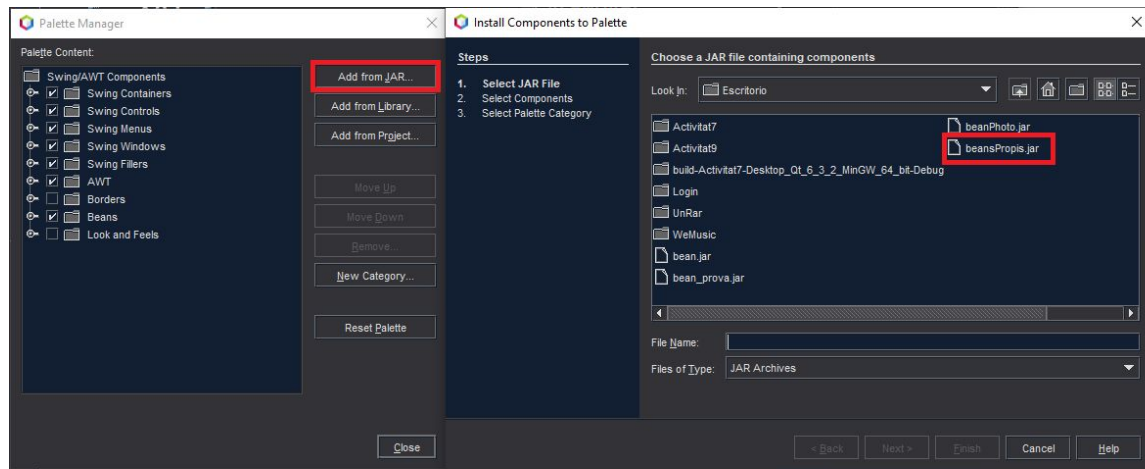 Palette Manager
Palette Content:
Swing/AWT Components
Swing Containers
Swing Controls
Swing Menus
Swing Windows
Swing Fillers
AWT
Borders
Beans
Look and Feels
Add from JAR...
Add from Library...
Add from Project...
Move Up
Move Down
Remove...
New Category...
Reset Palette
Close
Install Components to Palette
Steps
1. Select JAR File
2. Select Components
3. Select Palette Category
Choose a JAR file containing components
Look In: Escritorio
Activitat7
Activitat9
build-Activitat7-Desktop_Qt_6_3_2_MinGW_64_bit-Debug
Login
UnRar
WeMusic
bean.jar
bean_prova.jar
beanPhoto.jar
beansPropis.jar
File Name:
Files of Type: JAR Archives
< Back
Next >
Finish
Cancel
Help